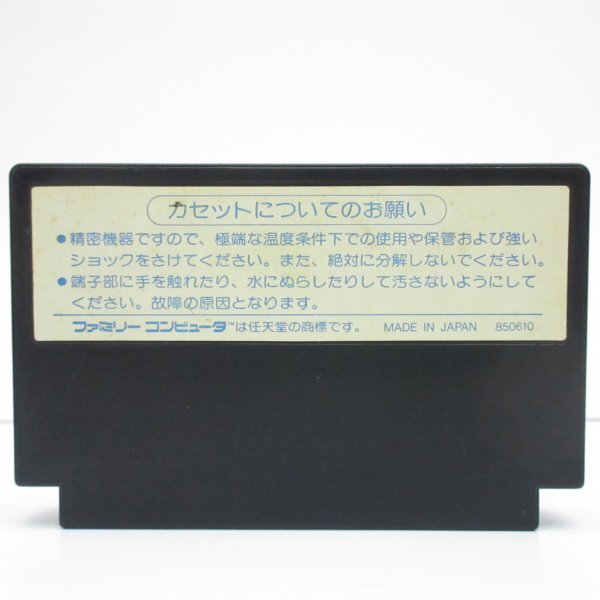 カセットについてのお願い
●精密機器ですので、極端な温度条件下での使用や保管および強い
ショックをさけてください。また、絶対に分解しないでください。
●端子部に手を触れたり、水にぬらしたりして汚さないようにして
ください。故障の原因となります。
ファミリーコンピュータ™は任天堂の商標です。 MADE IN JAPAN 850610